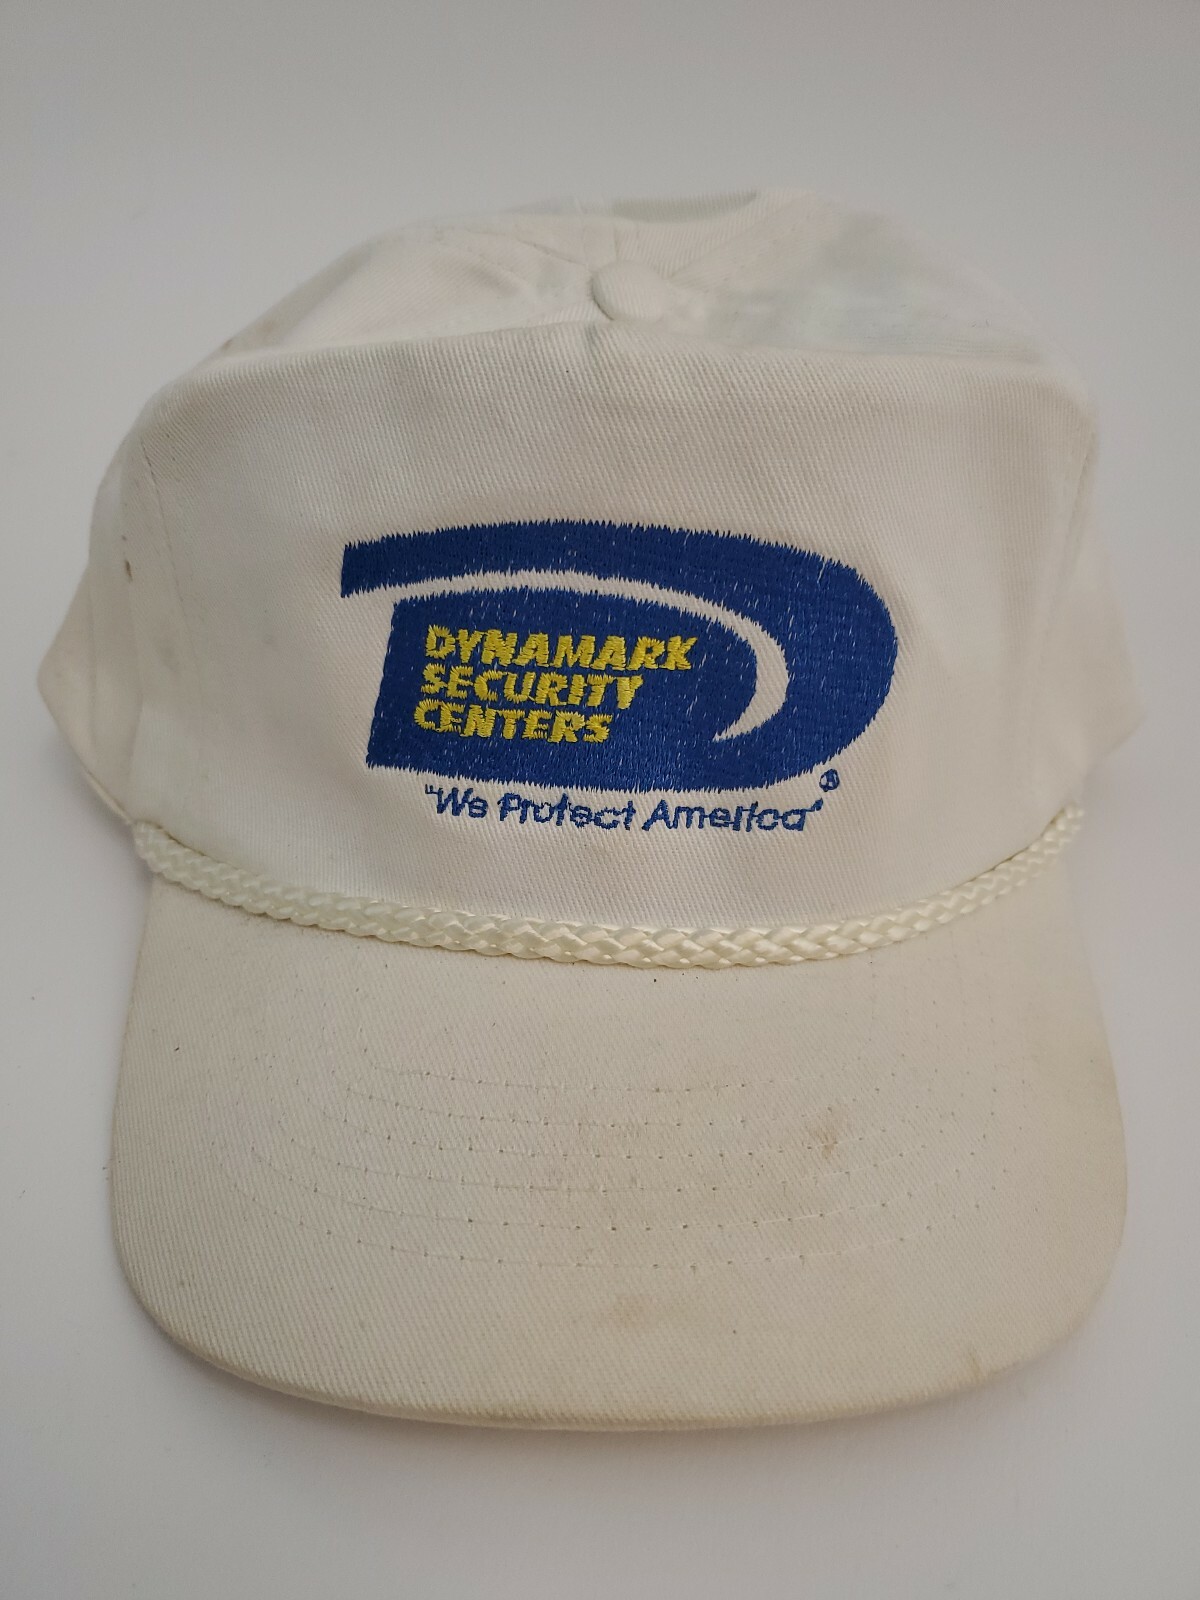 DYNAMARK
SECURITY
CENTERS
®
"We Protect America"